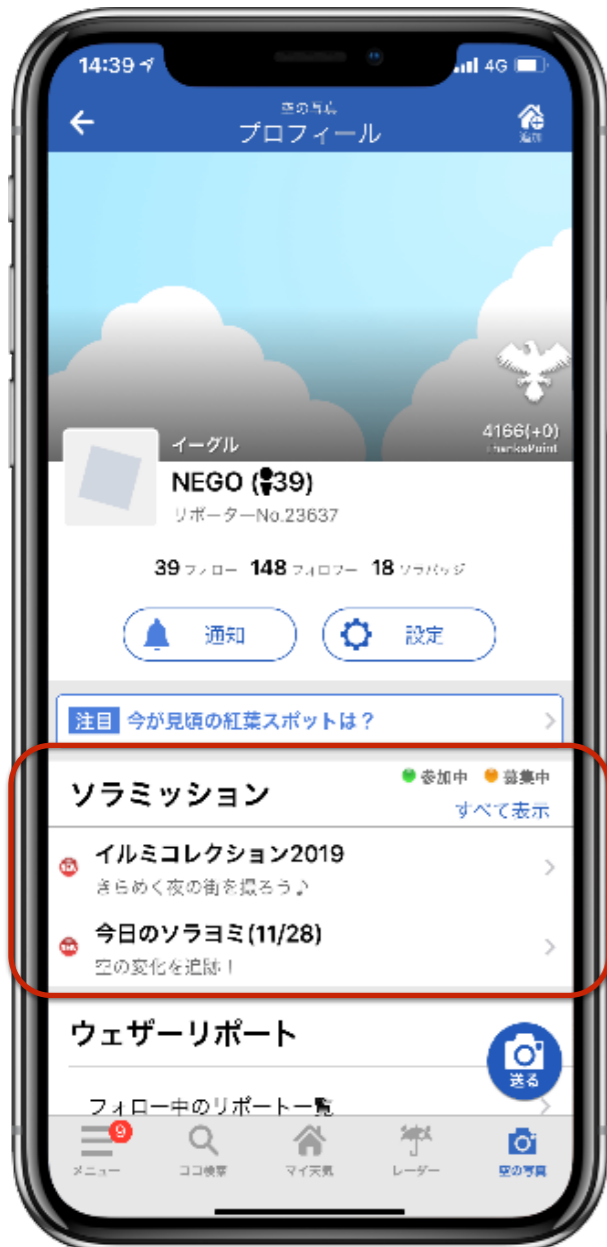 14:39
4G
空の写真
プロフィール
追加
イーグル
4166(+0)
ThanksPoint
NEGO (39)
リポーターNo.23637
39 フォロー 148 フォロワー 18 ソラバッジ
通知
設定
注目 今が見頃の紅葉スポットは?
ソラミッション
参加中 募集中
すべて表示
イルミコレクション2019
きらめく夜の街を撮ろう♪
今日のソラヨミ(11/28)
空の変化を追跡!
ウェザーリポート
送る
フォロー中のリポート一覧
9
メニュー
ココ検索
マイ天気
レーダー
空の写真